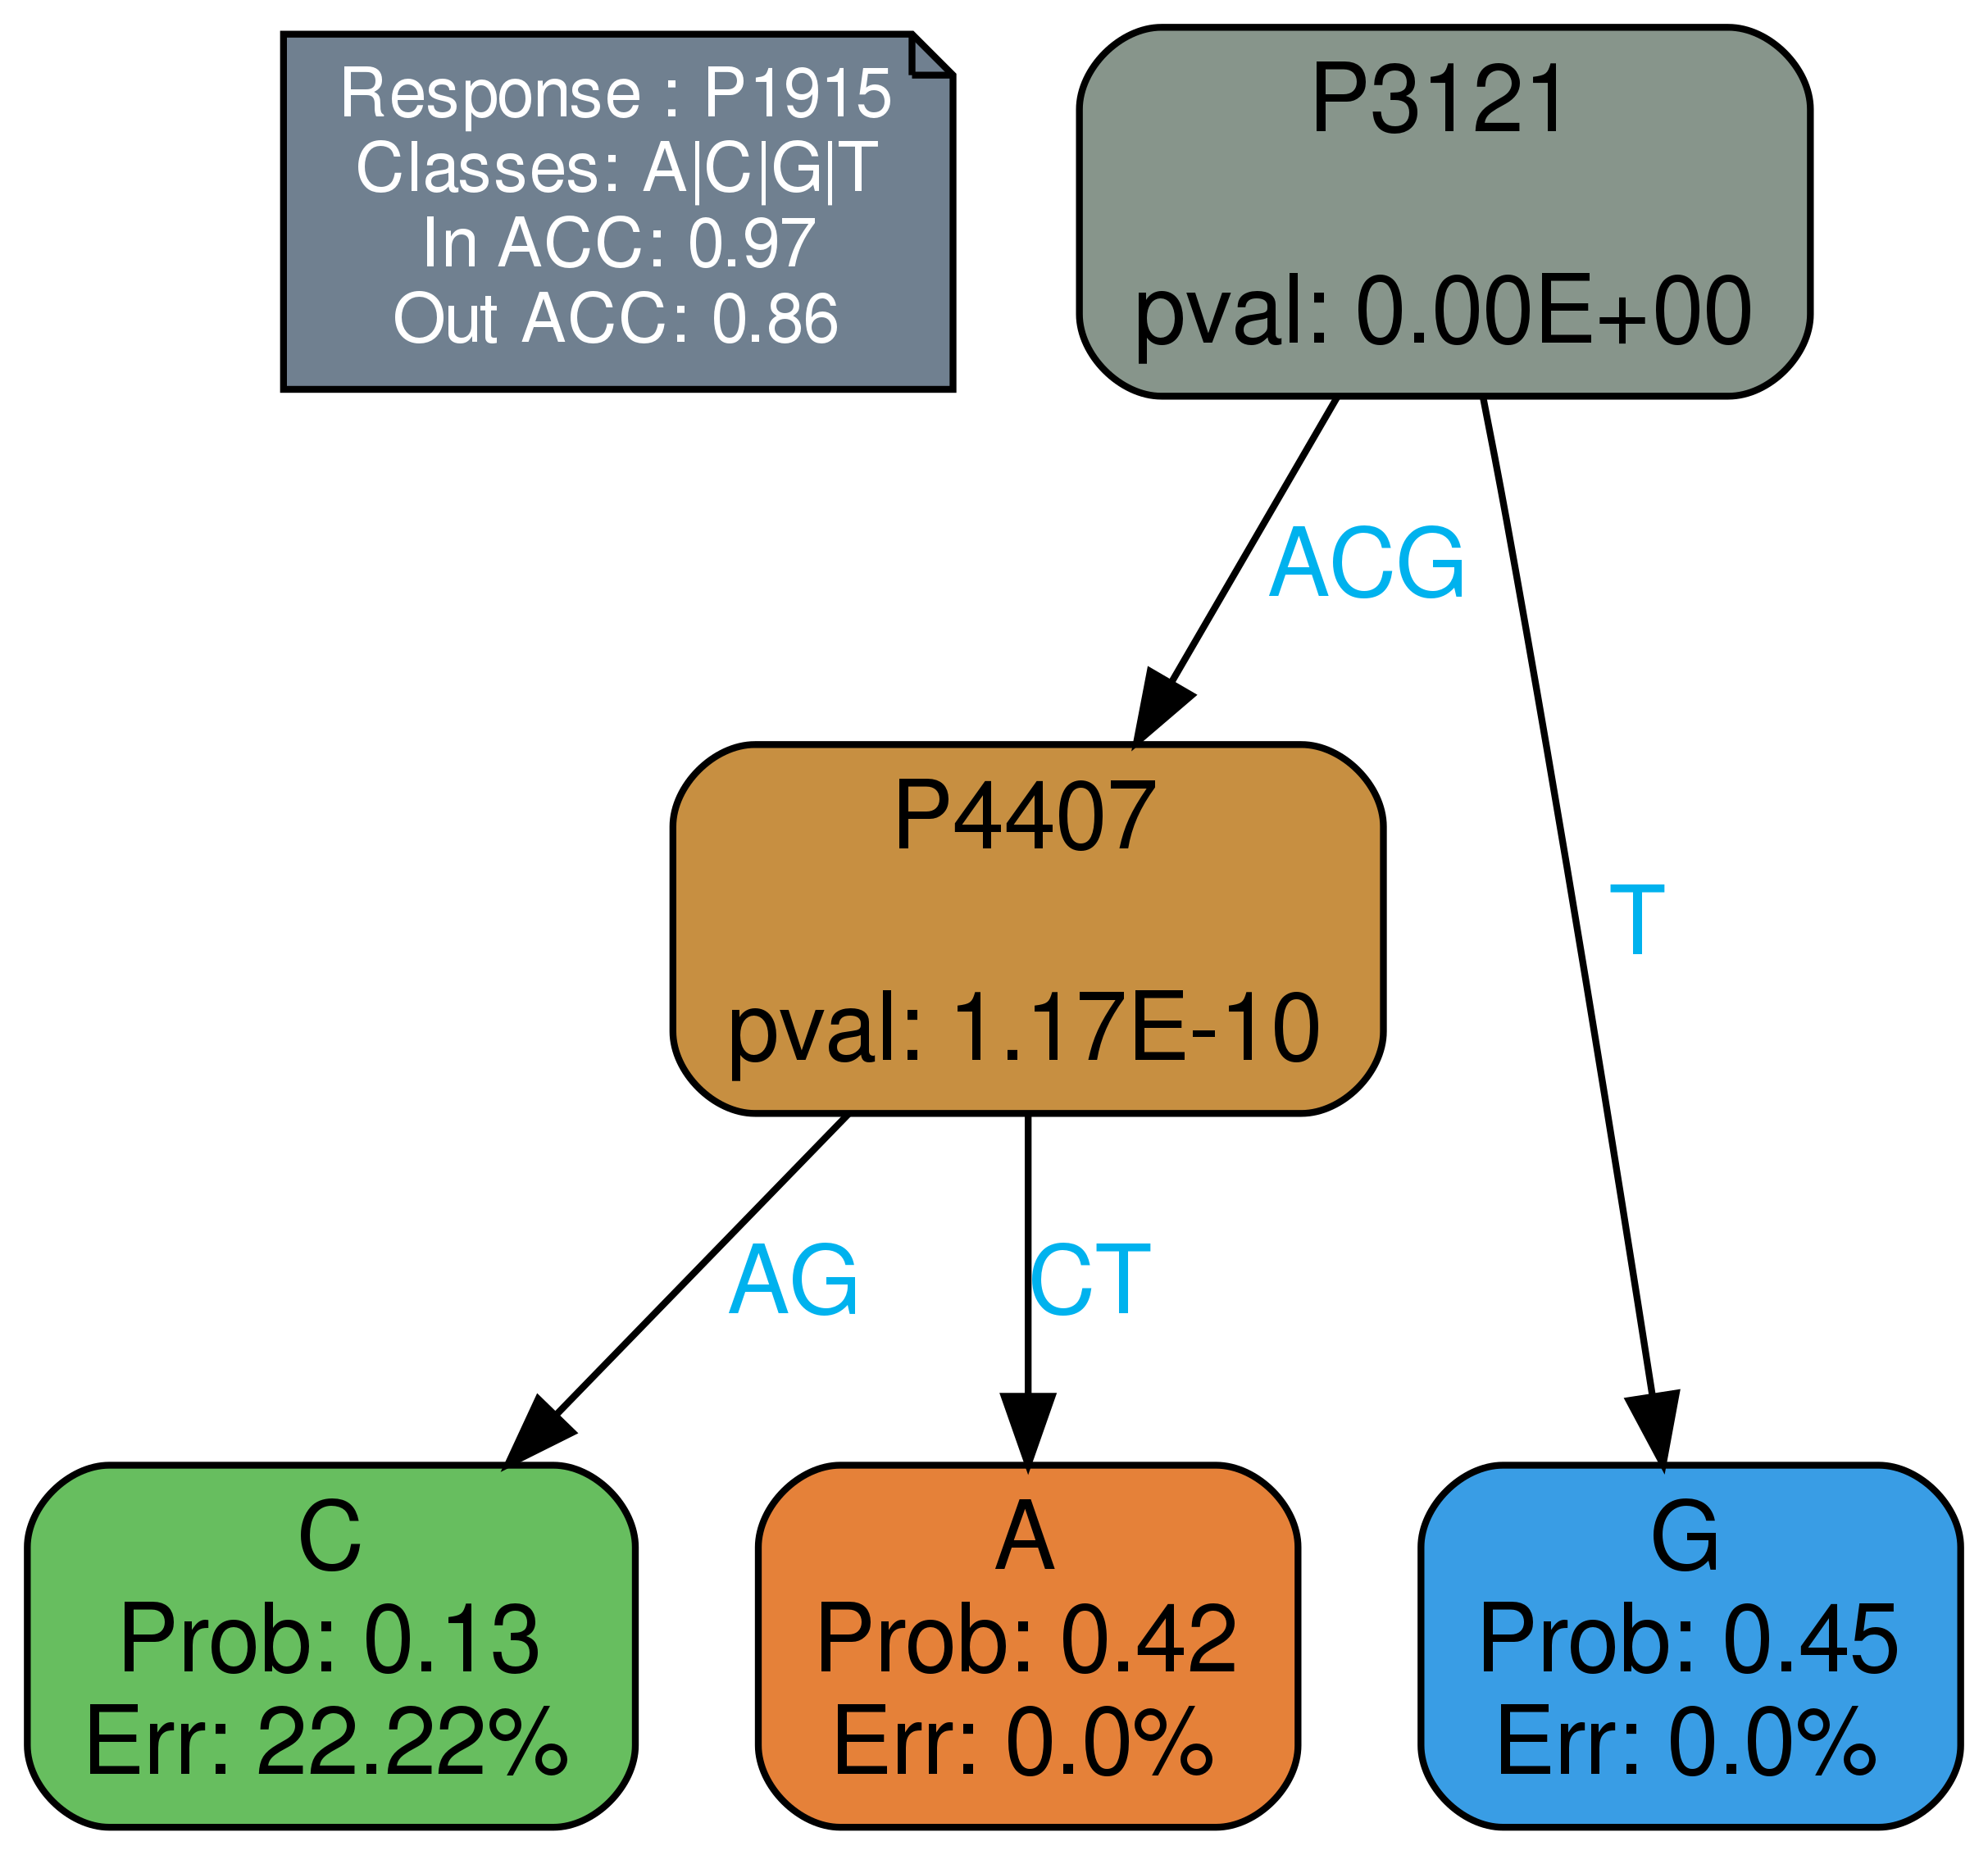 Response : P1915
Classes: A|C|G|T
In ACC: 0.97
Out ACC: 0.86
P3121
pval: 0.00E+00
ACG
T
P4407
pval: 1.17E-10
AG
CT
C
Prob: 0.13
Err: 22.22%
A
Prob: 0.42
Err: 0.0%
G
Prob: 0.45
Err: 0.0%